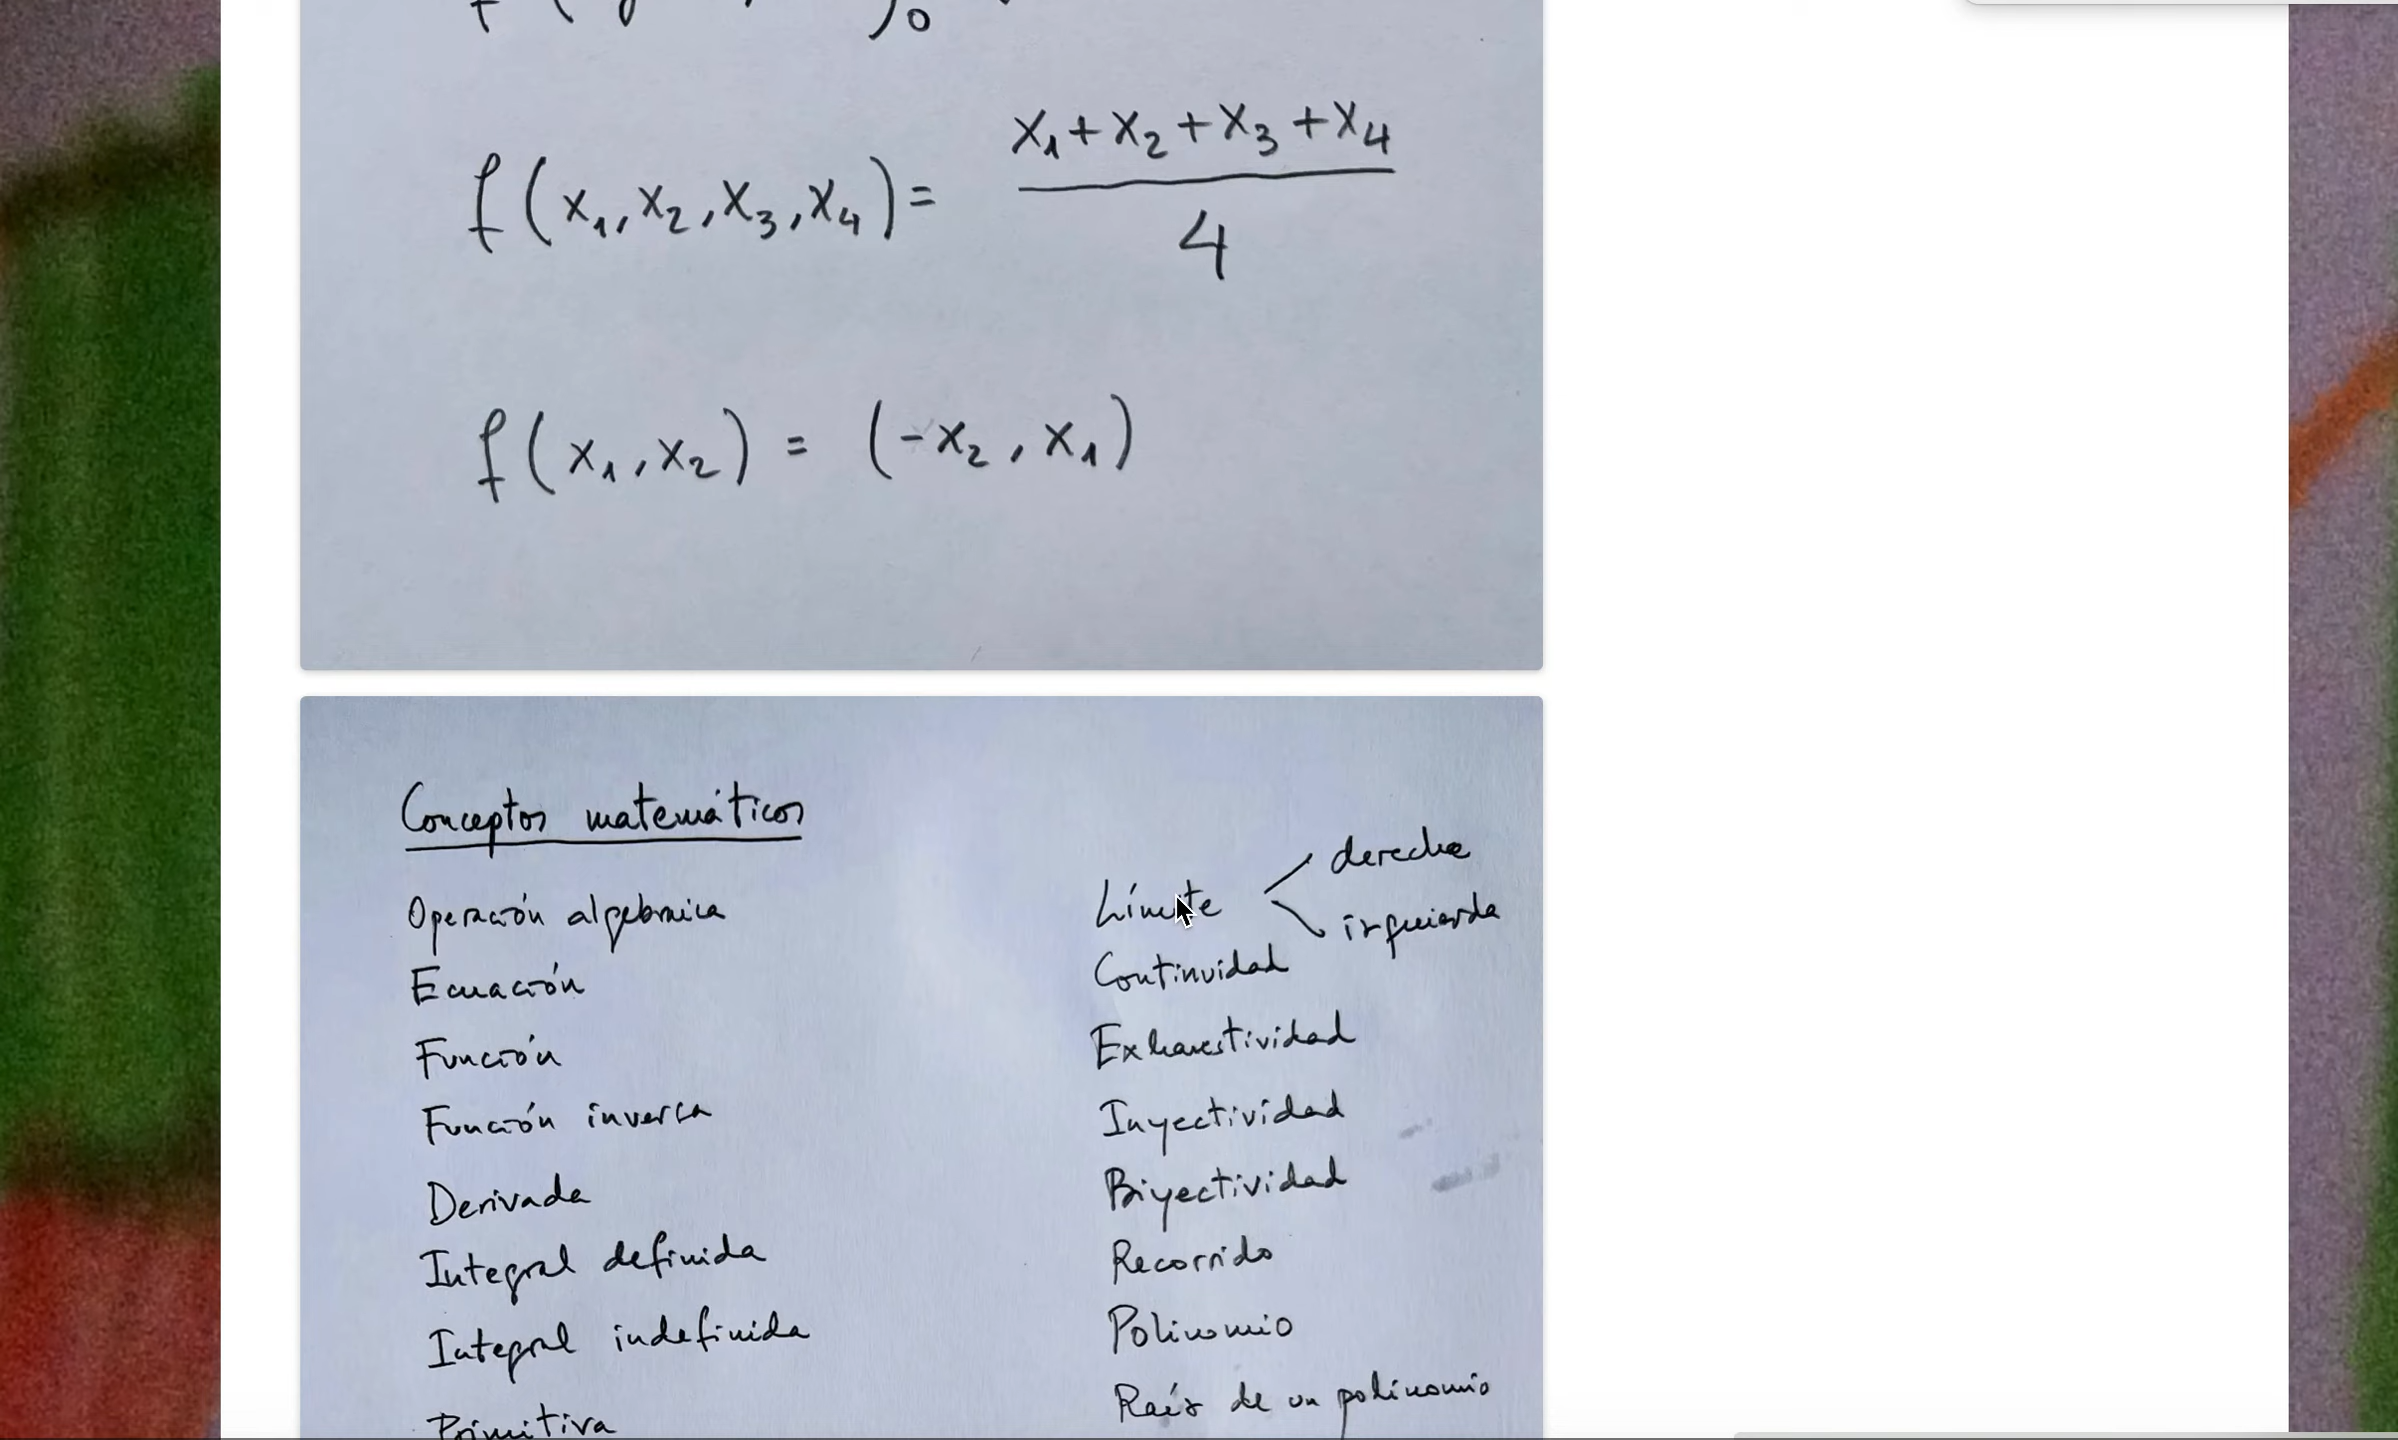 f(x₁, x₂, x₃, x₄) = (x₁ + x₂ + x₃ + x₄) / 4
f(x₁, x₂) = (-x₂, x₁)
Conceptos matemáticos
Operación algebraica
Ecuación
Función
Función inversa
Derivada
Integral definida
Integral indefinida
Primitiva
Límite derecha
izquierda
Continuidad
Exhaustividad
Inyectividad
Biyectividad
Recorrido
Polinomio
Raíz de un polinomio